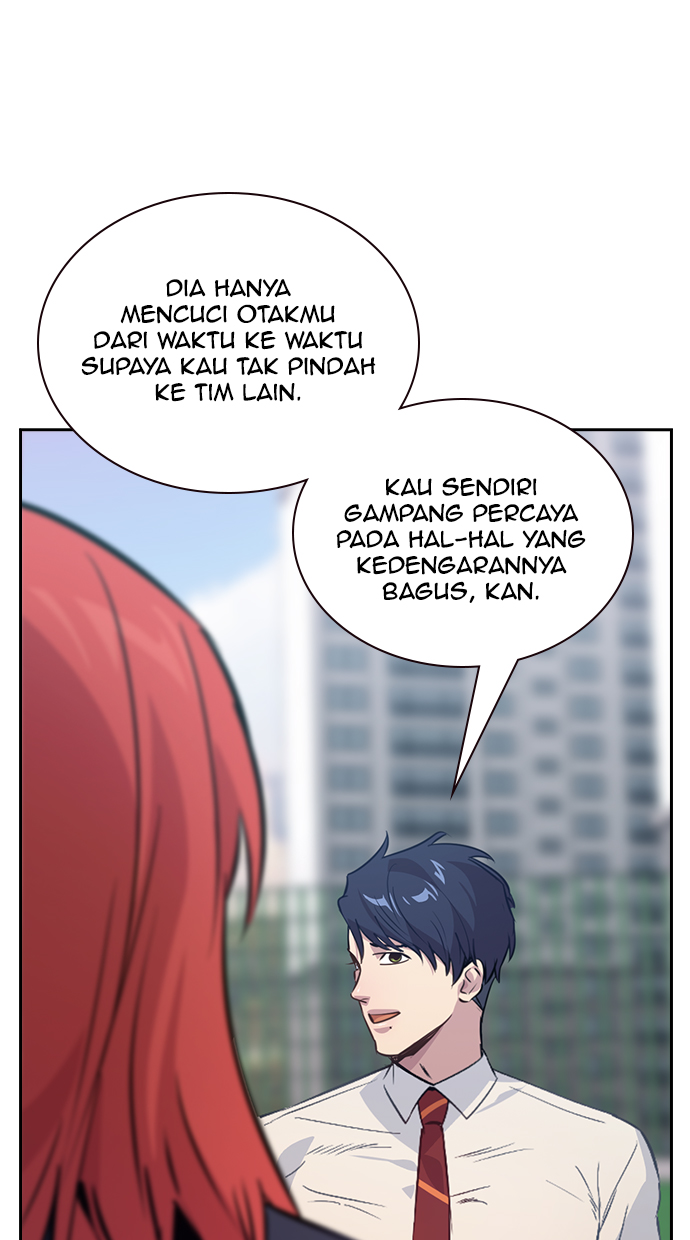 DIA HANYA
MENCUCI OTAKMU
DARI WAKTU KE WAKTU
SUPAYA KAU TAK PINDAH
KE TIM LAIN.
KAU SENDIRI
GAMPANG PERCAYA
PADA HAL-HAL YANG
KEDENGARANNYA
BAGUS, KAN.